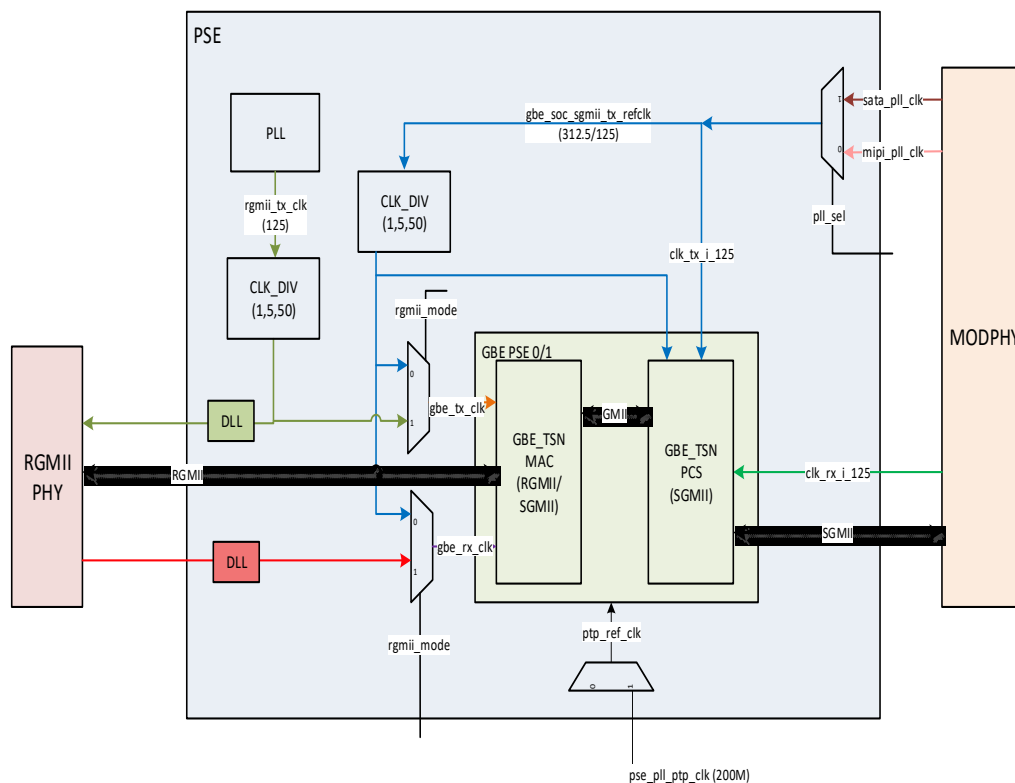 PSE
PLL
rgmii_tx_clk
(125)
CLK_DIV
(1,5,50)
gbe_soc_sgmii_tx_refclk
(312.5/125)
CLK_DIV
(1,5,50)
1
0
sata_pll_clk
mipi_pll_clk
pll_sel
clk_tx_i_125
rgmii_mode
0
1
gbe_tx_clk
GBE PSE 0/1
GBE_TSN
MAC
(RGMII/
SGMII)
GMII
GBE_TSN
PCS
(SGMII)
MODPHY
clk_rx_i_125
SGMII
DLL
RGMII
RGMII
PHY
DLL
0
1
gbe_rx_clk
rgmii_mode
ptp_ref_clk
0
1
pse_pll_ptp_clk (200M)